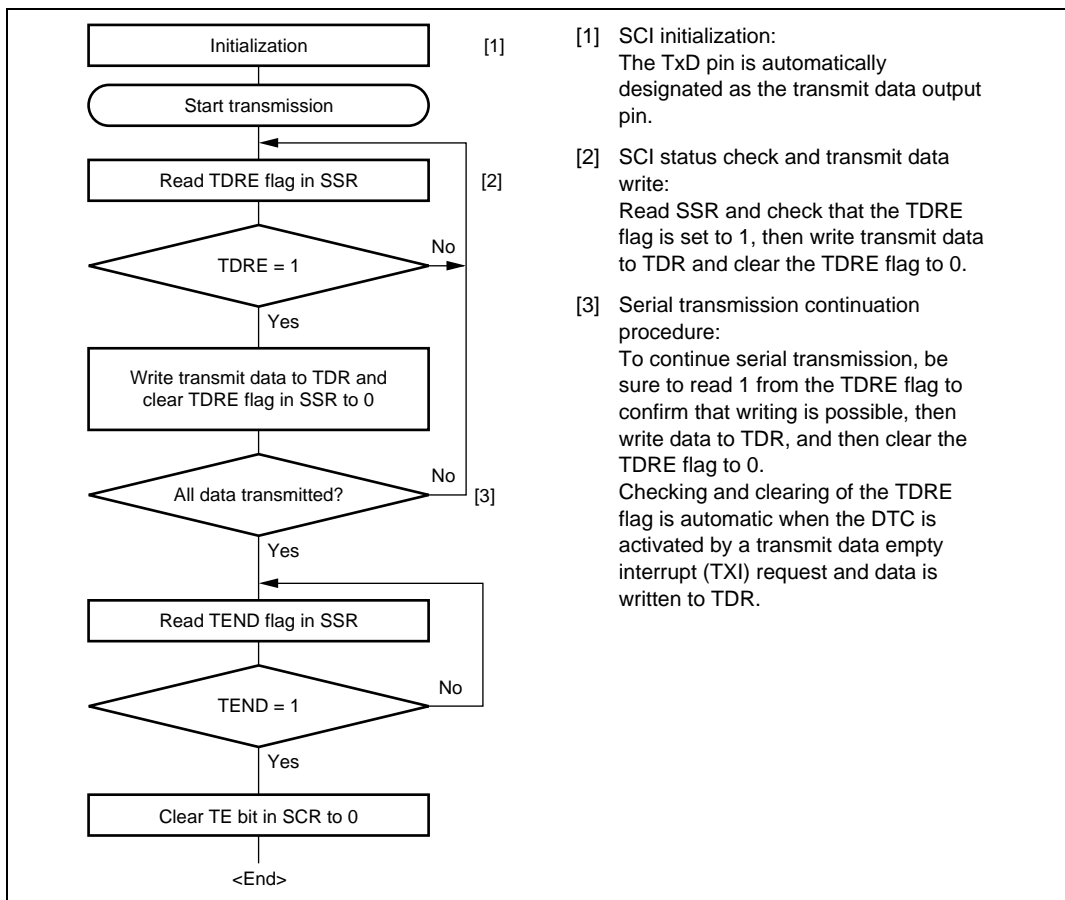 Initialization
[1]
Start transmission
Read TDRE flag in SSR
[2]
No
TDRE = 1
Yes
Write transmit data to TDR and
clear TDRE flag in SSR to 0
No
All data transmitted?
[3]
Yes
Read TEND flag in SSR
No
TEND = 1
Yes
Clear TE bit in SCR to 0
<End>
[1] SCI initialization:
The TxD pin is automatically
designated as the transmit data output
pin.
[2] SCI status check and transmit data
write:
Read SSR and check that the TDRE
flag is set to 1, then write transmit data
to TDR and clear the TDRE flag to 0.
[3] Serial transmission continuation
procedure:
To continue serial transmission, be
sure to read 1 from the TDRE flag to
confirm that writing is possible, then
write data to TDR, and then clear the
TDRE flag to 0.
Checking and clearing of the TDRE
flag is automatic when the DTC is
activated by a transmit data empty
interrupt (TXI) request and data is
written to TDR.